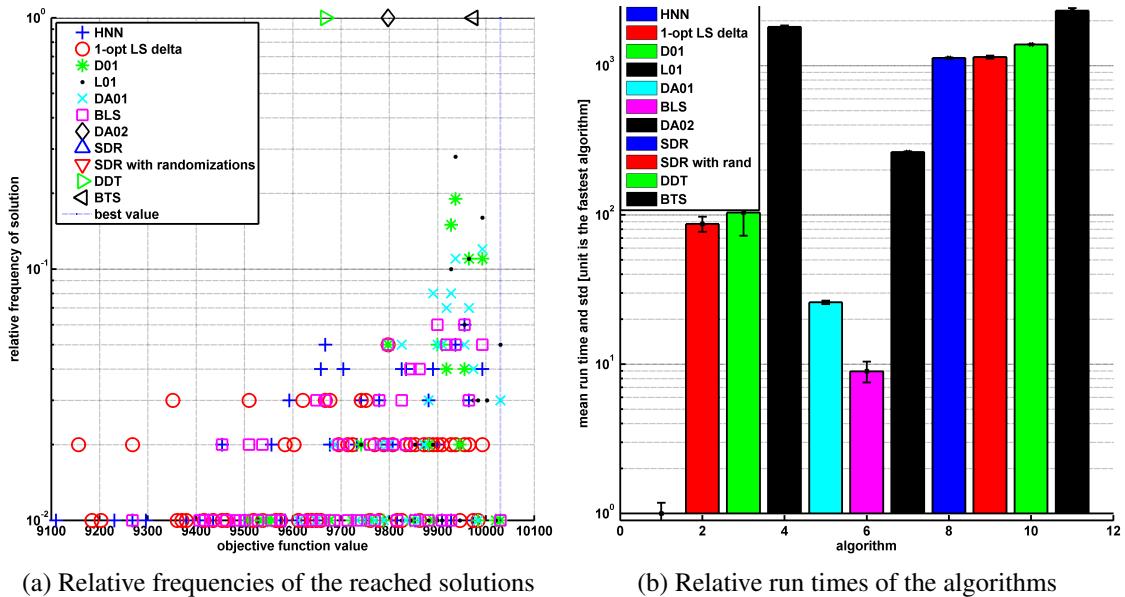 10^0
10^-1
10^-2
relative frequency of solution
HNN
1-opt LS delta
D01
L01
DA01
BLS
DA02
SDR
SDR with randomizations
DDT
BTS
best value
9100 9200 9300 9400 9500 9600 9700 9800 9900 10000 10100
objective function value
(a) Relative frequencies of the reached solutions
mean run time and std [unit is the fastest algorithm]
10^3
10^2
10^1
10^0
HNN
1-opt LS delta
D01
L01
DA01
BLS
DA02
SDR
SDR with rand
DDT
BTS
0 2 4 6 8 10 12
algorithm
(b) Relative run times of the algorithms